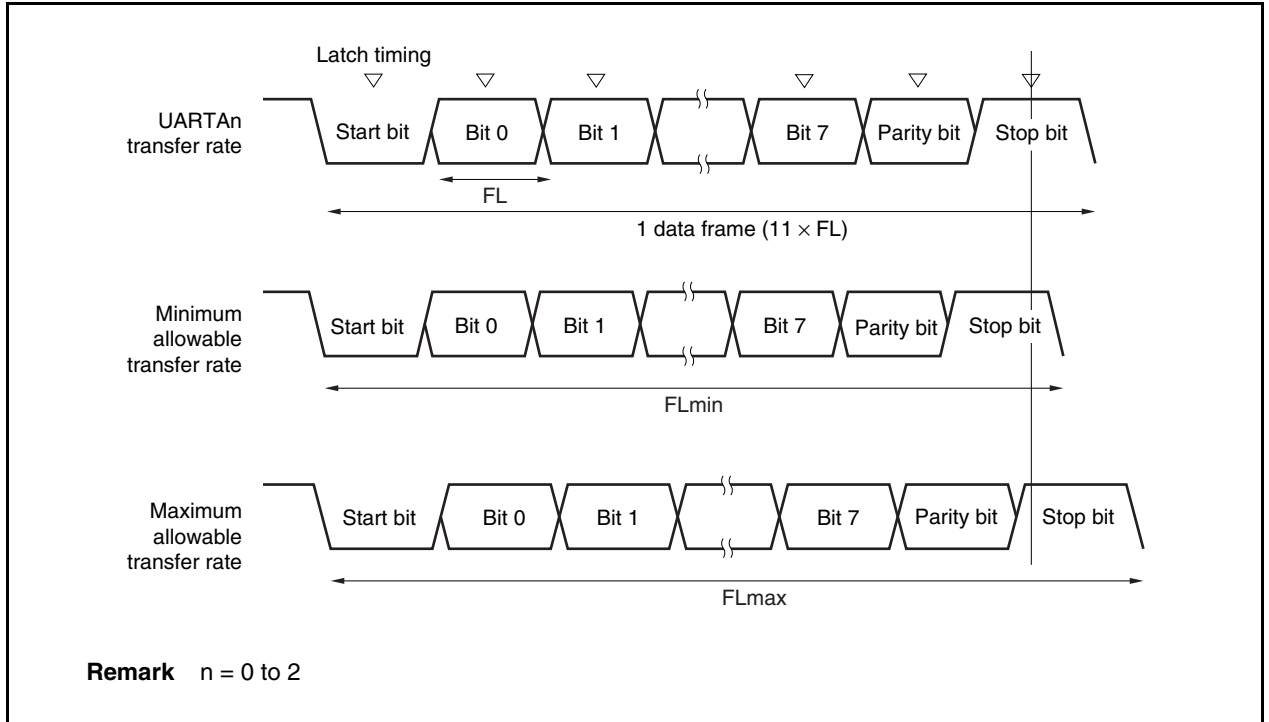 Latch timing
UARTAn
transfer rate
Start bit
Bit 0
Bit 1
Bit 7
Parity bit
Stop bit
FL
1 data frame (11 × FL)
Minimum
allowable
transfer rate
Start bit
Bit 0
Bit 1
Bit 7
Parity bit
Stop bit
FLmin
Maximum
allowable
transfer rate
Start bit
Bit 0
Bit 1
Bit 7
Parity bit
Stop bit
FLmax
Remark n = 0 to 2